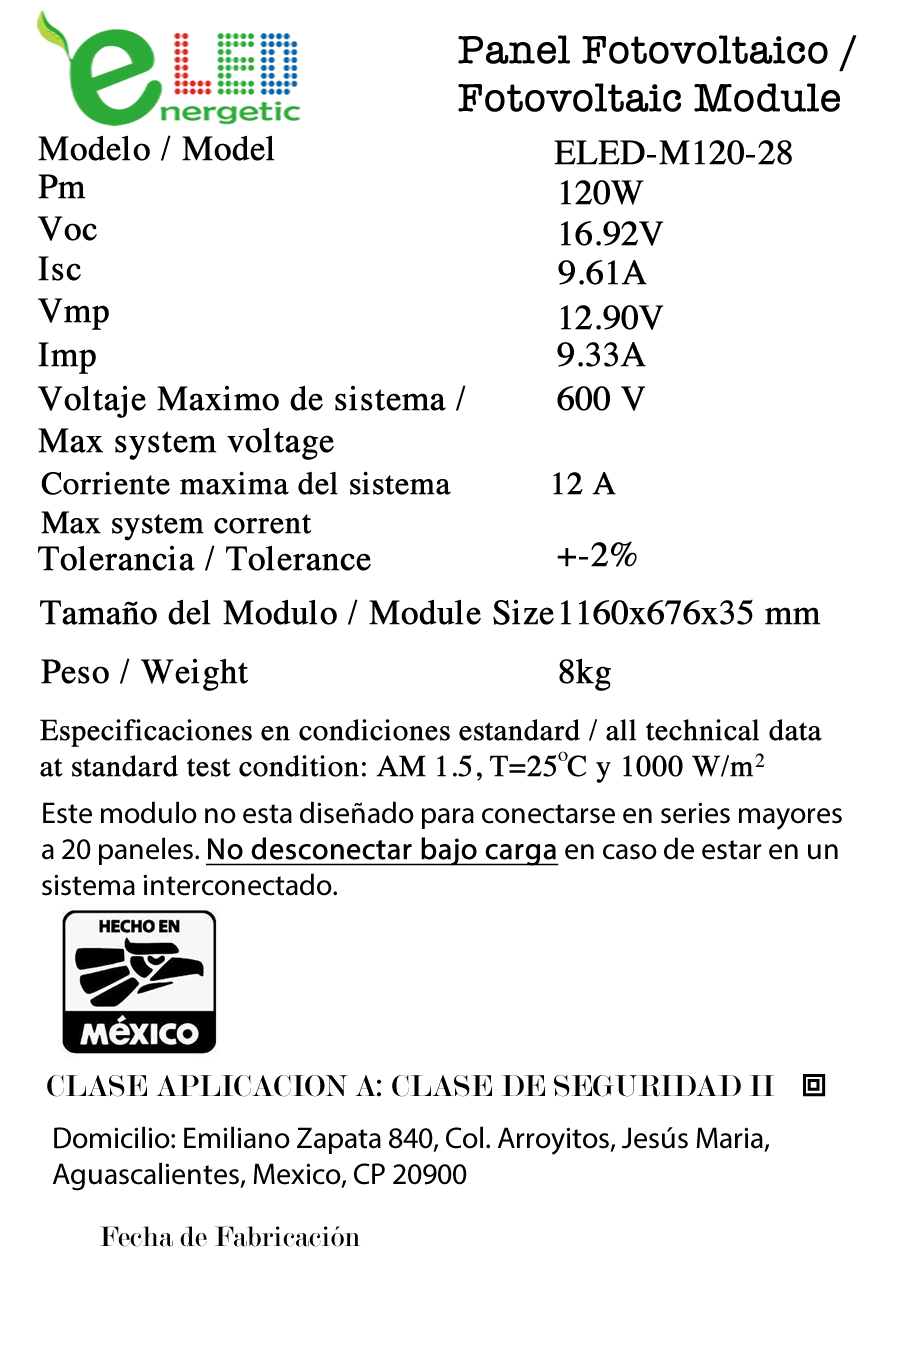 eLED
nergetic
Panel Fotovoltaico /
Fotovoltaic Module
Modelo / Model ELED-M120-28
Pm 120W
Voc 16.92V
Isc 9.61A
Vmp 12.90V
Imp 9.33A
Voltaje Maximo de sistema / 600 V
Max system voltage
Corriente maxima del sistema 12 A
Max system corrent
Tolerancia / Tolerance +-2%
Tamaño del Modulo / Module Size 1160x676x35 mm
Peso / Weight 8kg
Especificaciones en condiciones estandard / all technical data
at standard test condition: AM 1.5, T=25°C y 1000 W/m²
Este modulo no esta diseñado para conectarse en series mayores
a 20 paneles. No desconectar bajo carga en caso de estar en un
sistema interconectado.
HECHO EN
MéXICO
CLASE APLICACION A: CLASE DE SEGURIDAD II
Domicilio: Emiliano Zapata 840, Col. Arroyitos, Jesús Maria,
Aguascalientes, Mexico, CP 20900
Fecha de Fabricación